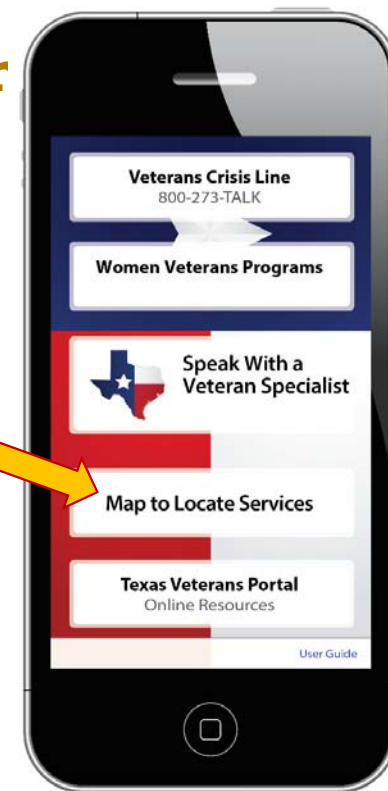 Veterans Crisis Line
800-273-TALK
Women Veterans Programs
Speak With a
Veteran Specialist
Map to Locate Services
Texas Veterans Portal
Online Resources
User Guide